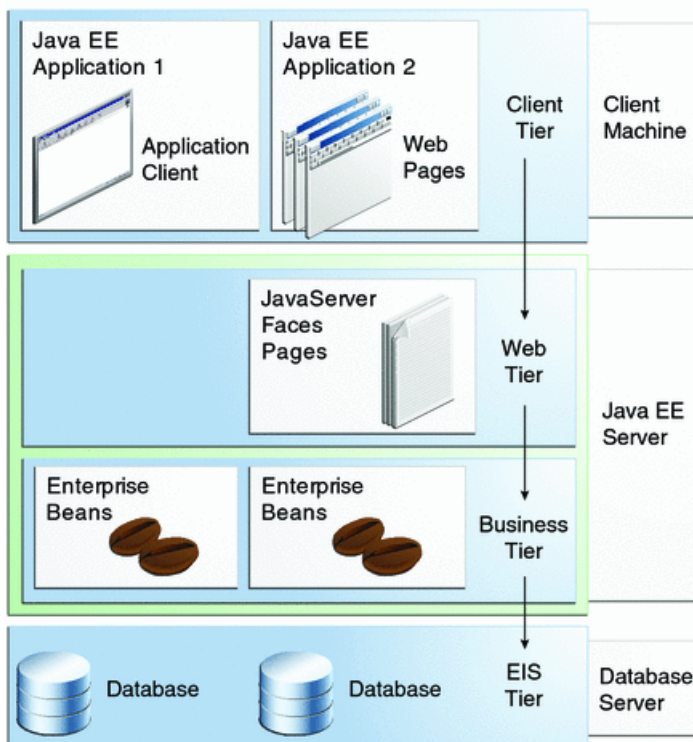 Java EE
Application 1
Application
Client
Java EE
Application 2
Web
Pages
Client
Tier
Client
Machine
JavaServer
Faces
Pages
Web
Tier
Java EE
Server
Enterprise
Beans
Enterprise
Beans
Business
Tier
Database
Database
EIS
Tier
Database
Server